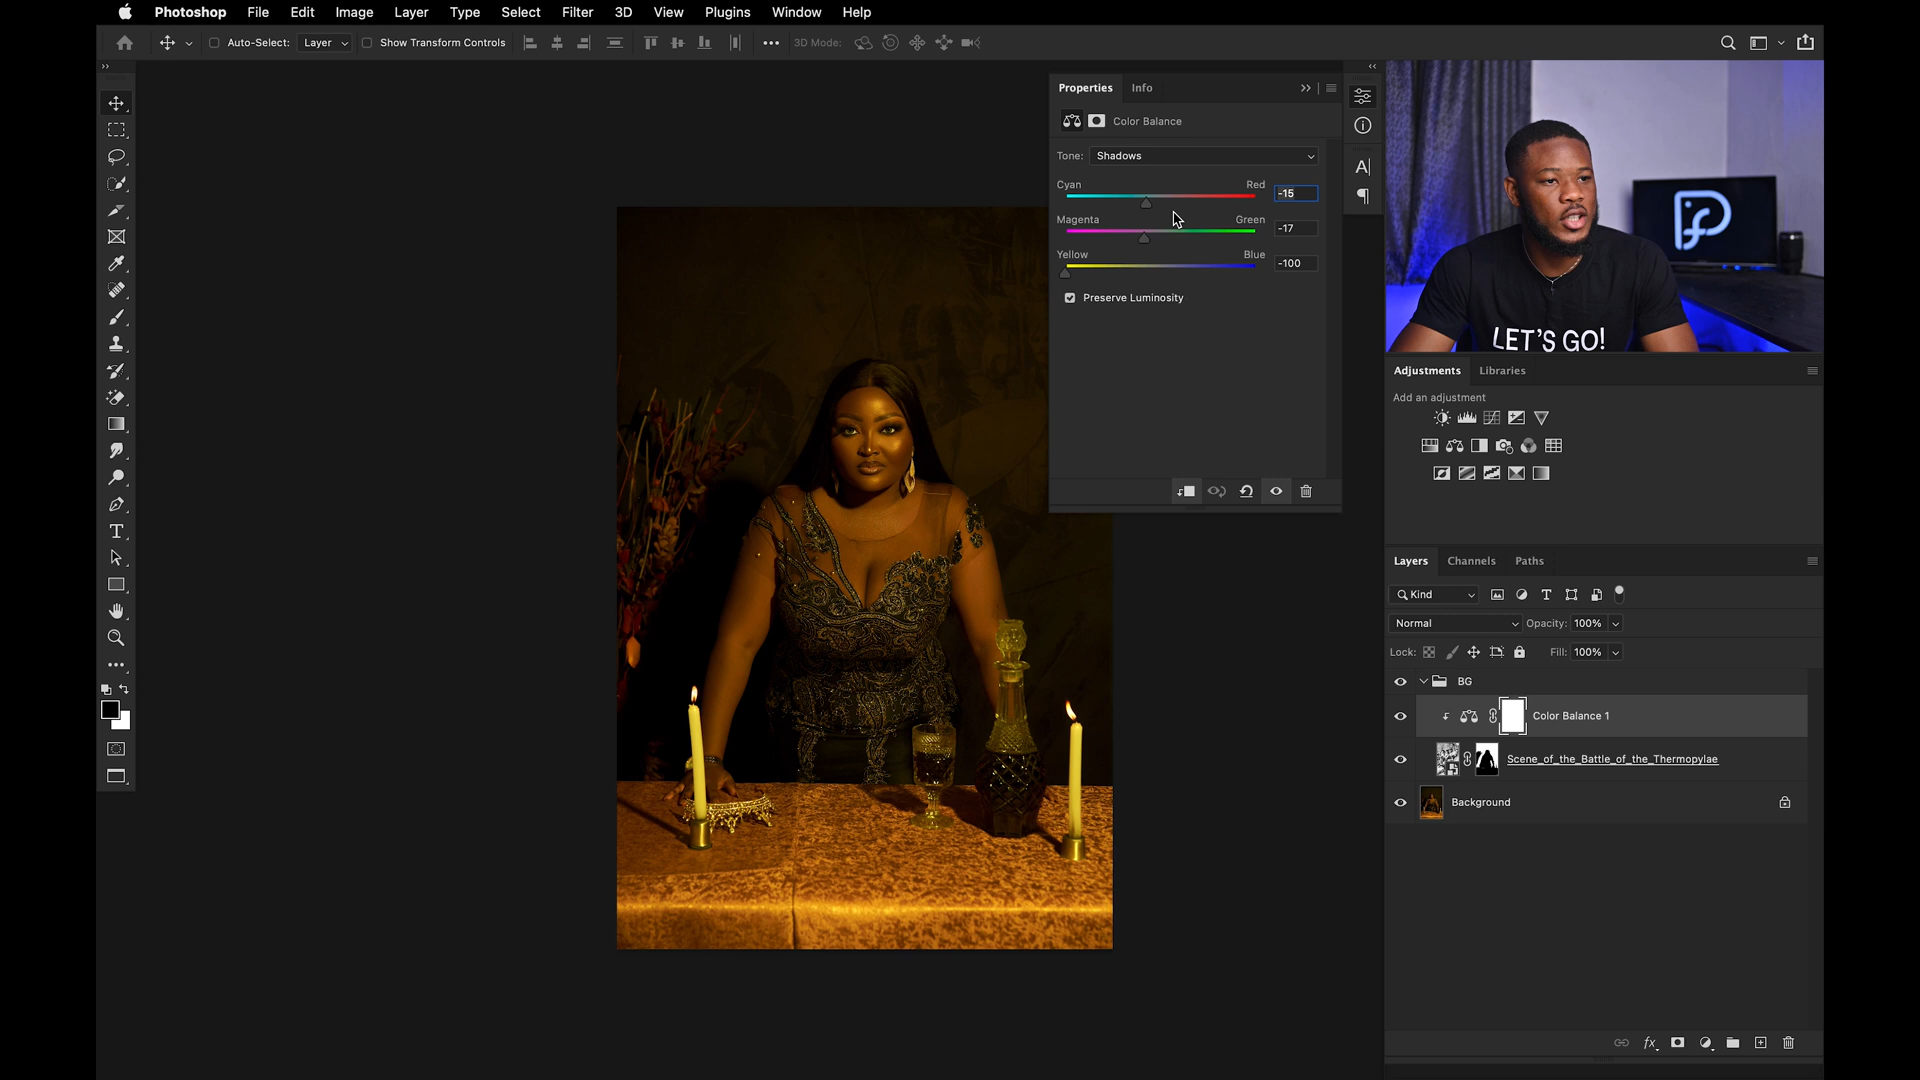 Photoshop File Edit Image Layer Type Select Filter 3D View Plugins Window Help
Auto-Select: Layer Show Transform Controls 3D Mode:
Properties Info
Color Balance
Tone: Shadows
Cyan Red -15
Magenta Green -17
Yellow Blue -100
Preserve Luminosity
LET'S GO!
Adjustments Libraries
Add an adjustment
Layers Channels Paths
Kind
Normal Opacity: 100%
Lock: Fill: 100%
BG
Color Balance 1
Scene_of_the_Battle_of_the_Thermopylae
Background